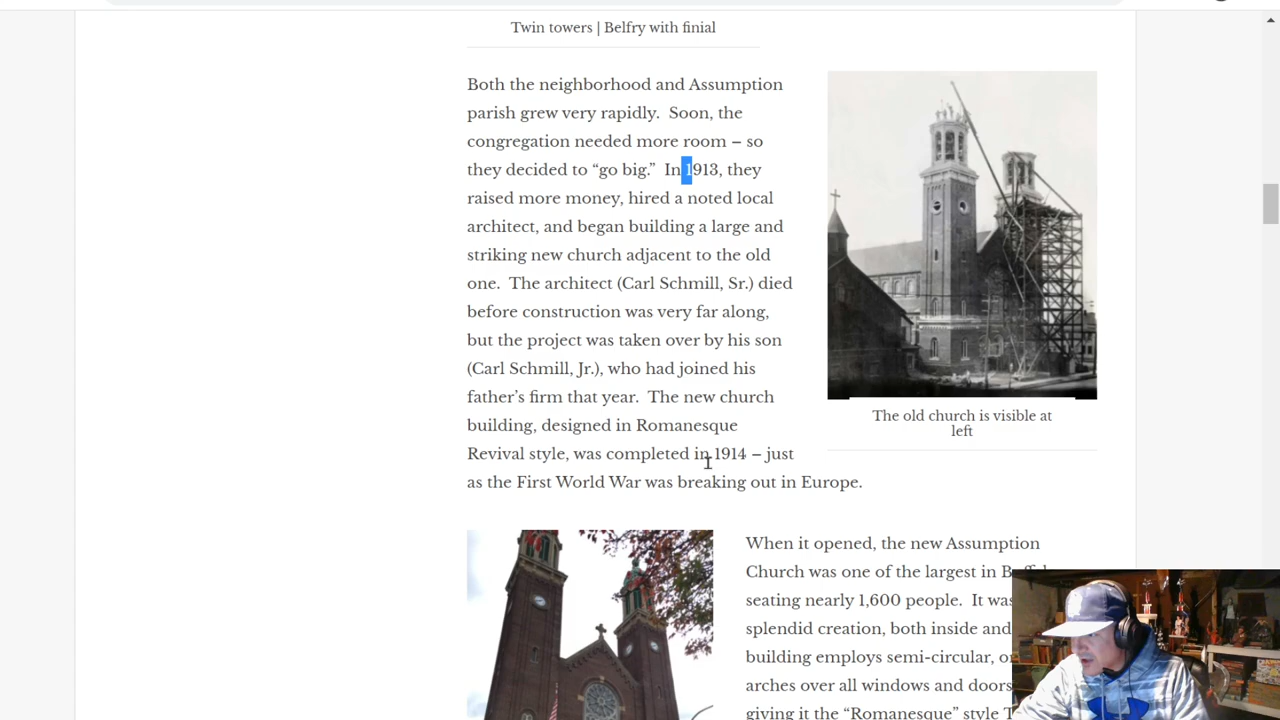 Twin towers | Belfry with finial
Both the neighborhood and Assumption
parish grew very rapidly.  Soon, the
congregation needed more room – so
they decided to “go big.”  In 1913, they
raised more money, hired a noted local
architect, and began building a large and
striking new church adjacent to the old
one.  The architect (Carl Schmill, Sr.) died
before construction was very far along,
but the project was taken over by his son
(Carl Schmill, Jr.), who had joined his
father’s firm that year.  The new church
building, designed in Romanesque
Revival style, was completed in 1914 – just
as the First World War was breaking out in Europe.
The old church is visible at
left
When it opened, the new Assumption
Church was one of the largest in
seating nearly 1,600 people.  It was
splendid creation, both inside and
building employs semi-circular,
arches over all windows and doors
giving it the “Romanesque” style